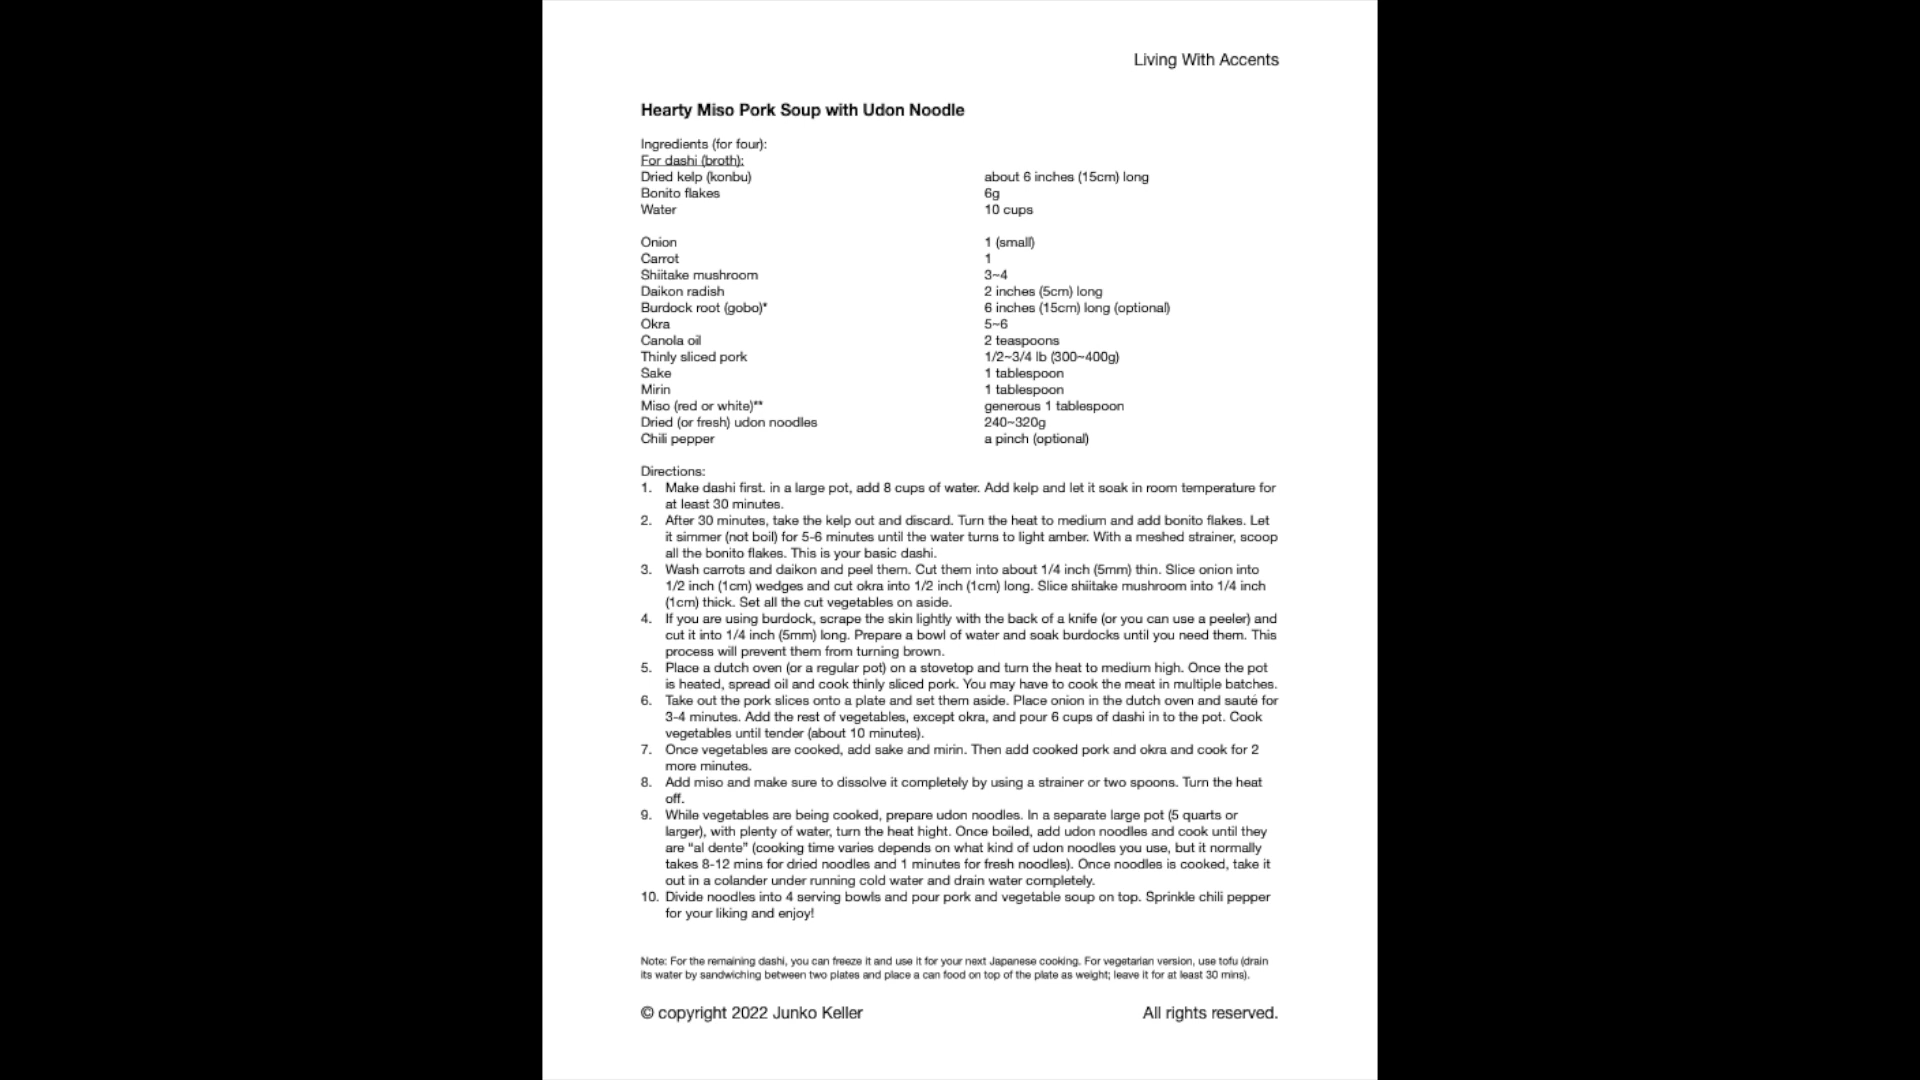 Living With Accents
Hearty Miso Pork Soup with Udon Noodle
Ingredients (for four):
For dashi (broth):
Dried kelp (konbu) about 6 inches (15cm) long
Bonito flakes 6g
Water 10 cups
Onion 1 (small)
Carrot 1
Shiitake mushroom 3~4
Daikon radish 2 inches (5cm) long
Burdock root (gobo)* 6 inches (15cm) long (optional)
Okra 5~6
Canola oil 2 teaspoons
Thinly sliced pork 1/2~3/4 lb (300~400g)
Sake 1 tablespoon
Mirin 1 tablespoon
Miso (red or white)** generous 1 tablespoon
Dried (or fresh) udon noodles 240~320g
Chili pepper a pinch (optional)
Directions:
1. Make dashi first. in a large pot, add 8 cups of water. Add kelp and let it soak in room temperature for
at least 30 minutes.
2. After 30 minutes, take the kelp out and discard. Turn the heat to medium and add bonito flakes. Let
it simmer (not boil) for 5-6 minutes until the water turns to light amber. With a meshed strainer, scoop
all the bonito flakes. This is your basic dashi.
3. Wash carrots and daikon and peel them. Cut them into about 1/4 inch (5mm) thin. Slice onion into
1/2 inch (1cm) wedges and cut okra into 1/2 inch (1cm) long. Slice shiitake mushroom into 1/4 inch
(1cm) thick. Set all the cut vegetables on aside.
4. If you are using burdock, scrape the skin lightly with the back of a knife (or you can use a peeler) and
cut it into 1/4 inch (5mm) long. Prepare a bowl of water and soak burdocks until you need them. This
process will prevent them from turning brown.
5. Place a dutch oven (or a regular pot) on a stovetop and turn the heat to medium high. Once the pot
is heated, spread oil and cook thinly sliced pork. You may have to cook the meat in multiple batches.
6. Take out the pork slices onto a plate and set them aside. Place onion in the dutch oven and sauté for
3-4 minutes. Add the rest of vegetables, except okra, and pour 6 cups of dashi in to the pot. Cook
vegetables until tender (about 10 minutes).
7. Once vegetables are cooked, add sake and mirin. Then add cooked pork and okra and cook for 2
more minutes.
8. Add miso and make sure to dissolve it completely by using a strainer or two spoons. Turn the heat
off.
9. While vegetables are being cooked, prepare udon noodles. In a separate large pot (5 quarts or
larger), with plenty of water, turn the heat hight. Once boiled, add udon noodles and cook until they
are “al dente” (cooking time varies depends on what kind of udon noodles you use, but it normally
takes 8-12 mins for dried noodles and 1 minutes for fresh noodles). Once noodles is cooked, take it
out in a colander under running cold water and drain water completely.
10. Divide noodles into 4 serving bowls and pour pork and vegetable soup on top. Sprinkle chili pepper
for your liking and enjoy!
Note: For the remaining dashi, you can freeze it and use it for your next Japanese cooking. For vegetarian version, use tofu (drain
its water by sandwiching between two plates and place a can food on top of the plate as weight; leave it for at least 30 mins).
© copyright 2022 Junko Keller All rights reserved.